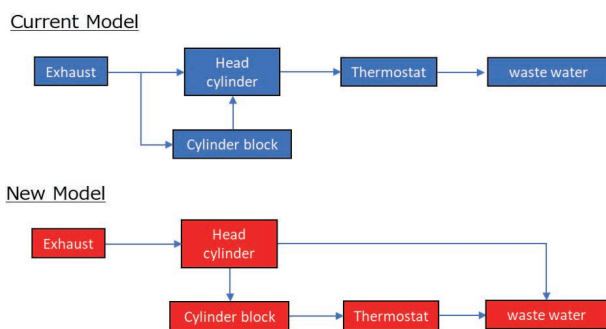 Current Model
Exhaust
Head
cylinder
Thermostat
waste water
Cylinder block
New Model
Exhaust
Head
cylinder
Cylinder block
Thermostat
waste water